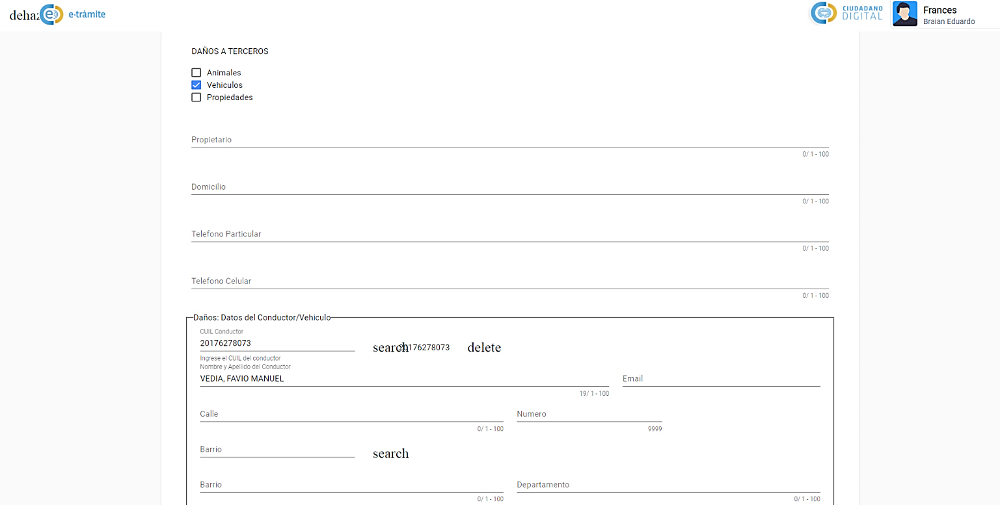 dehaz
e-trámite
CIUDADANO
DIGITAL
Frances
Braian Eduardo
DAÑOS A TERCEROS
Animales
Vehiculos
Propiedades
Propietario
0/ 1 - 100
Domicilio
0/ 1 - 100
Telefono Particular
0/ 1 - 100
Telefono Celular
0/ 1 - 100
Daños: Datos del Conductor/Vehiculo
CUIL Conductor
20176278073
search 20176278073 delete
Ingrese el CUIL del conductor
Nombre y Apellido del Conductor
VEDIA, FAVIO MANUEL
Email
19/ 1 - 100
Calle
Numero
0/ 1 - 100
9999
Barrio
search
Barrio
Departamento
0/ 1 - 100
0/ 1 - 100